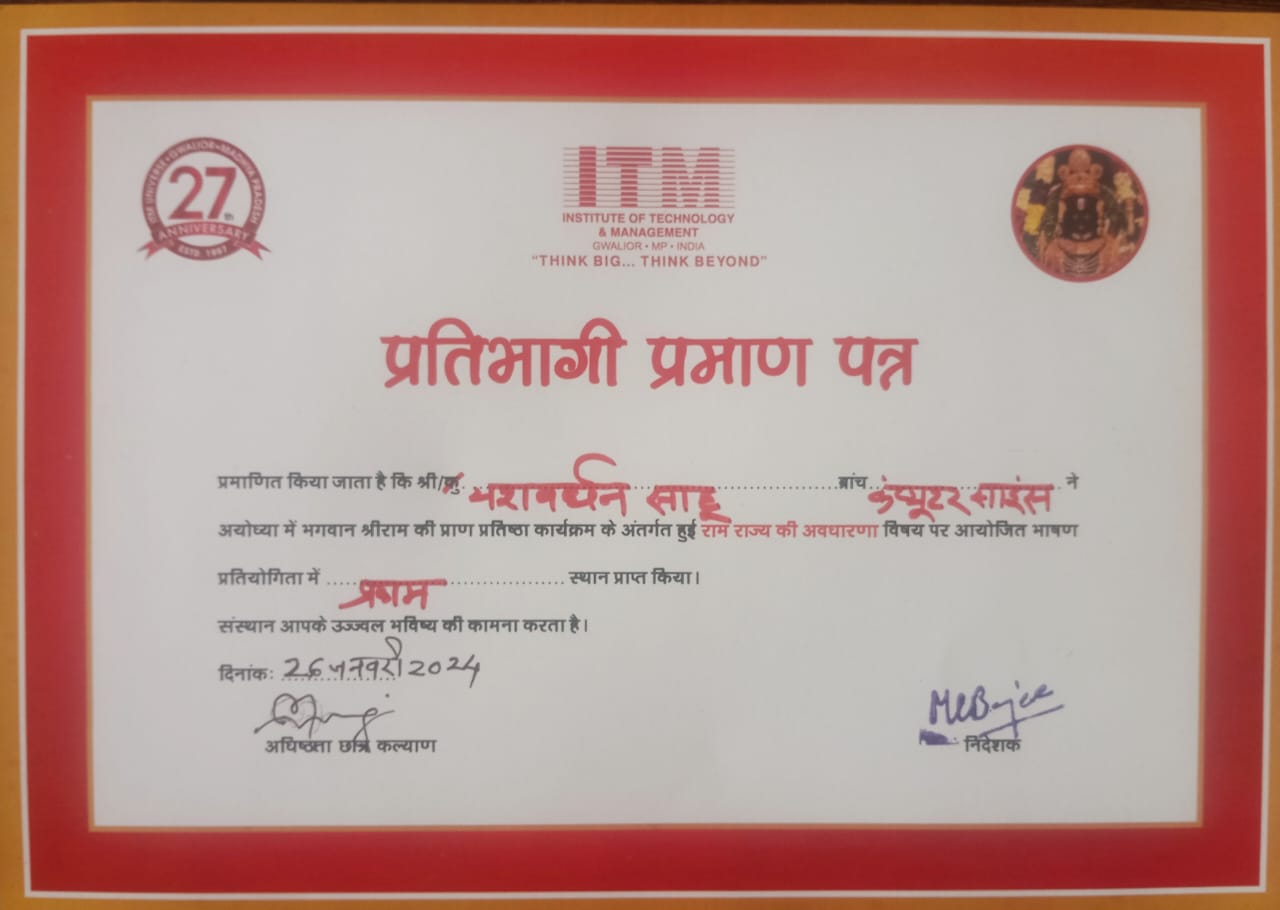 ITM UNIVERSE • GWALIOR • MADHYA PRADESH
27th
ANNIVERSARY
ESTD. 1997
ITM
INSTITUTE OF TECHNOLOGY
& MANAGEMENT
GWALIOR • MP • INDIA
"THINK BIG... THINK BEYOND"
प्रतिभागी प्रमाण पत्र
प्रमाणित किया जाता है कि श्री/कु. यशवर्धन साहू ब्रांच कंप्यूटर साइंस ने
अयोध्या में भगवान श्रीराम की प्राण प्रतिष्ठा कार्यक्रम के अंतर्गत हुई राम राज्य की अवधारणा विषय पर आयोजित भाषण
प्रतियोगिता में प्रथम स्थान प्राप्त किया।
संस्थान आपके उज्ज्वल भविष्य की कामना करता है।
दिनांकः 26 जनवरी 2024
अधिष्ठता छात्र कल्याण
निदेशक